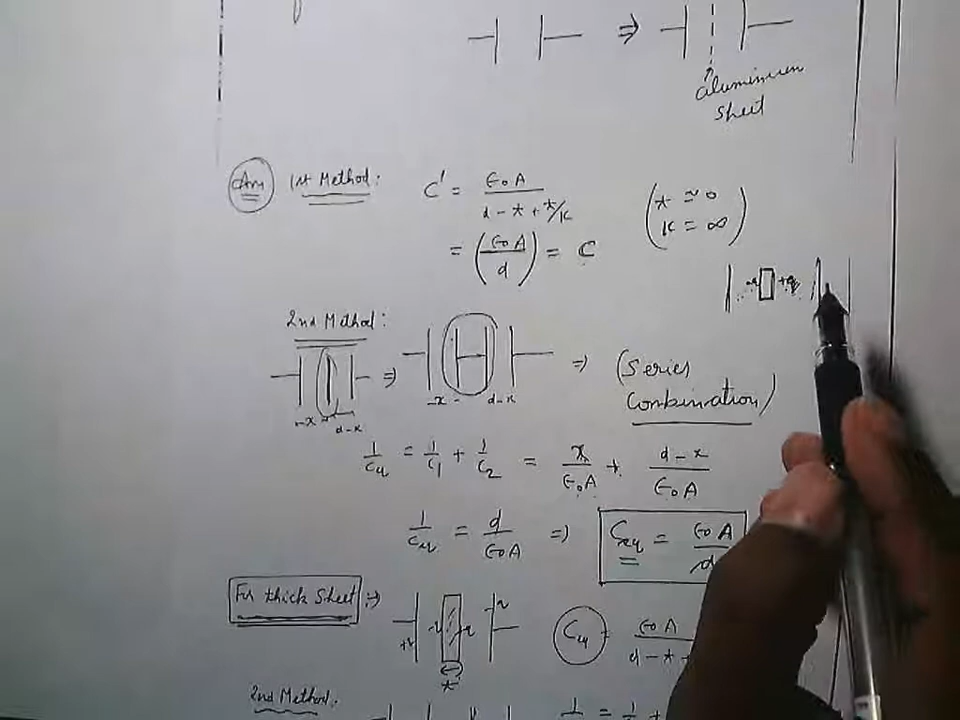 ⇒
aluminium
sheet
Ans 1st Method: C' = ϵ₀A / (d - t + t/K) (t ≈ 0
K = ∞)
= (ϵ₀A / d) = C
-q +q
2nd Method:
⇒ ⇒ (Series
Combination)
x d-x x d-x
1/Ceq = 1/C₁ + 1/C₂ = x/ϵ₀A + (d-x)/ϵ₀A
1/Ceq = d/ϵ₀A ⇒ Ceq = ϵ₀A/d
For thick sheet :⇒
Ceq = ϵ₀A / (d - t +
t
2nd Method.